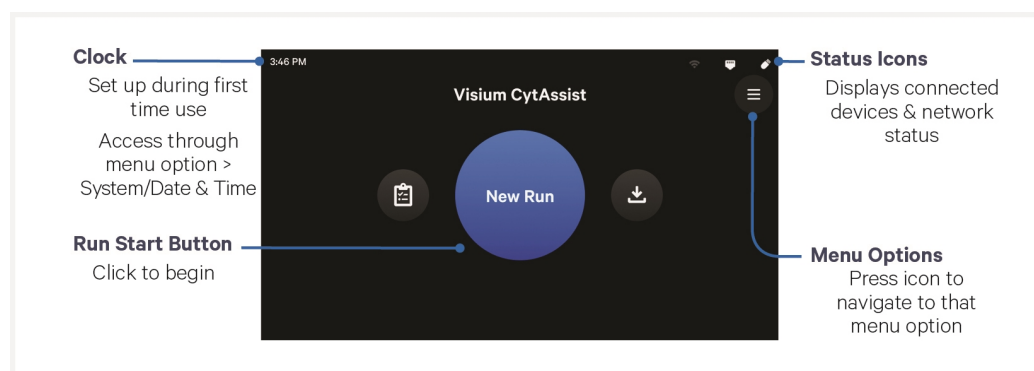 Clock
Set up during first
time use
Access through
menu option >
System/Date & Time
Run Start Button
Click to begin
3:46 PM
Visium CytAssist
New Run
Status Icons
Displays connected
devices & network
status
Menu Options
Press icon to
navigate to that
menu option